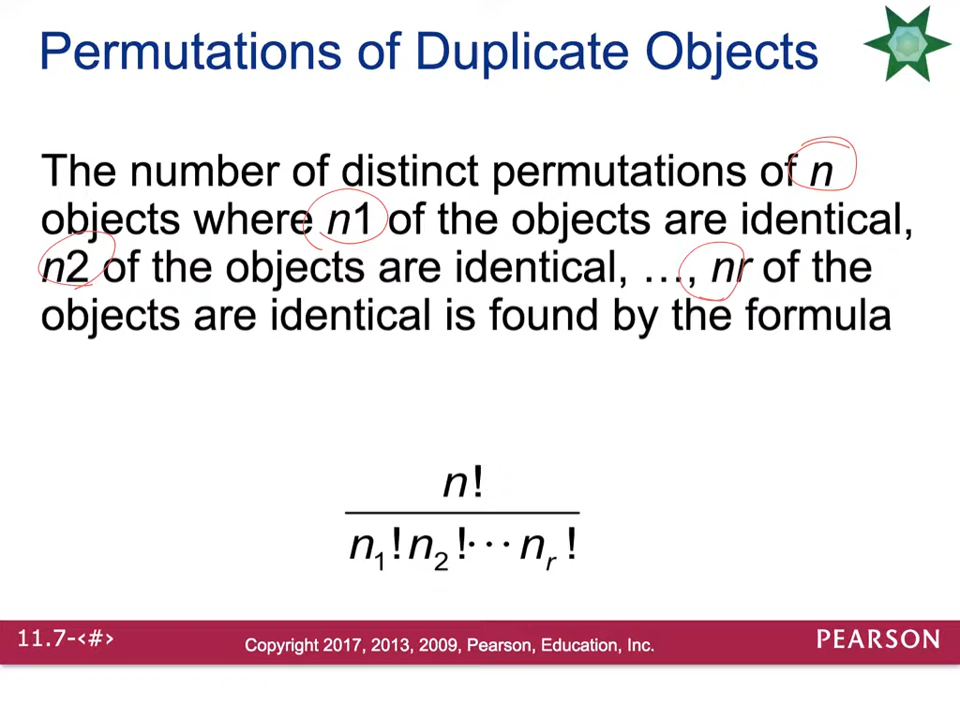 Permutations of Duplicate Objects
The number of distinct permutations of n
objects where n1 of the objects are identical,
n2 of the objects are identical, …, nr of the
objects are identical is found by the formula
n!
n₁!n₂!⋯nᵣ!
11.7-<#>
Copyright 2017, 2013, 2009, Pearson, Education, Inc.
PEARSON